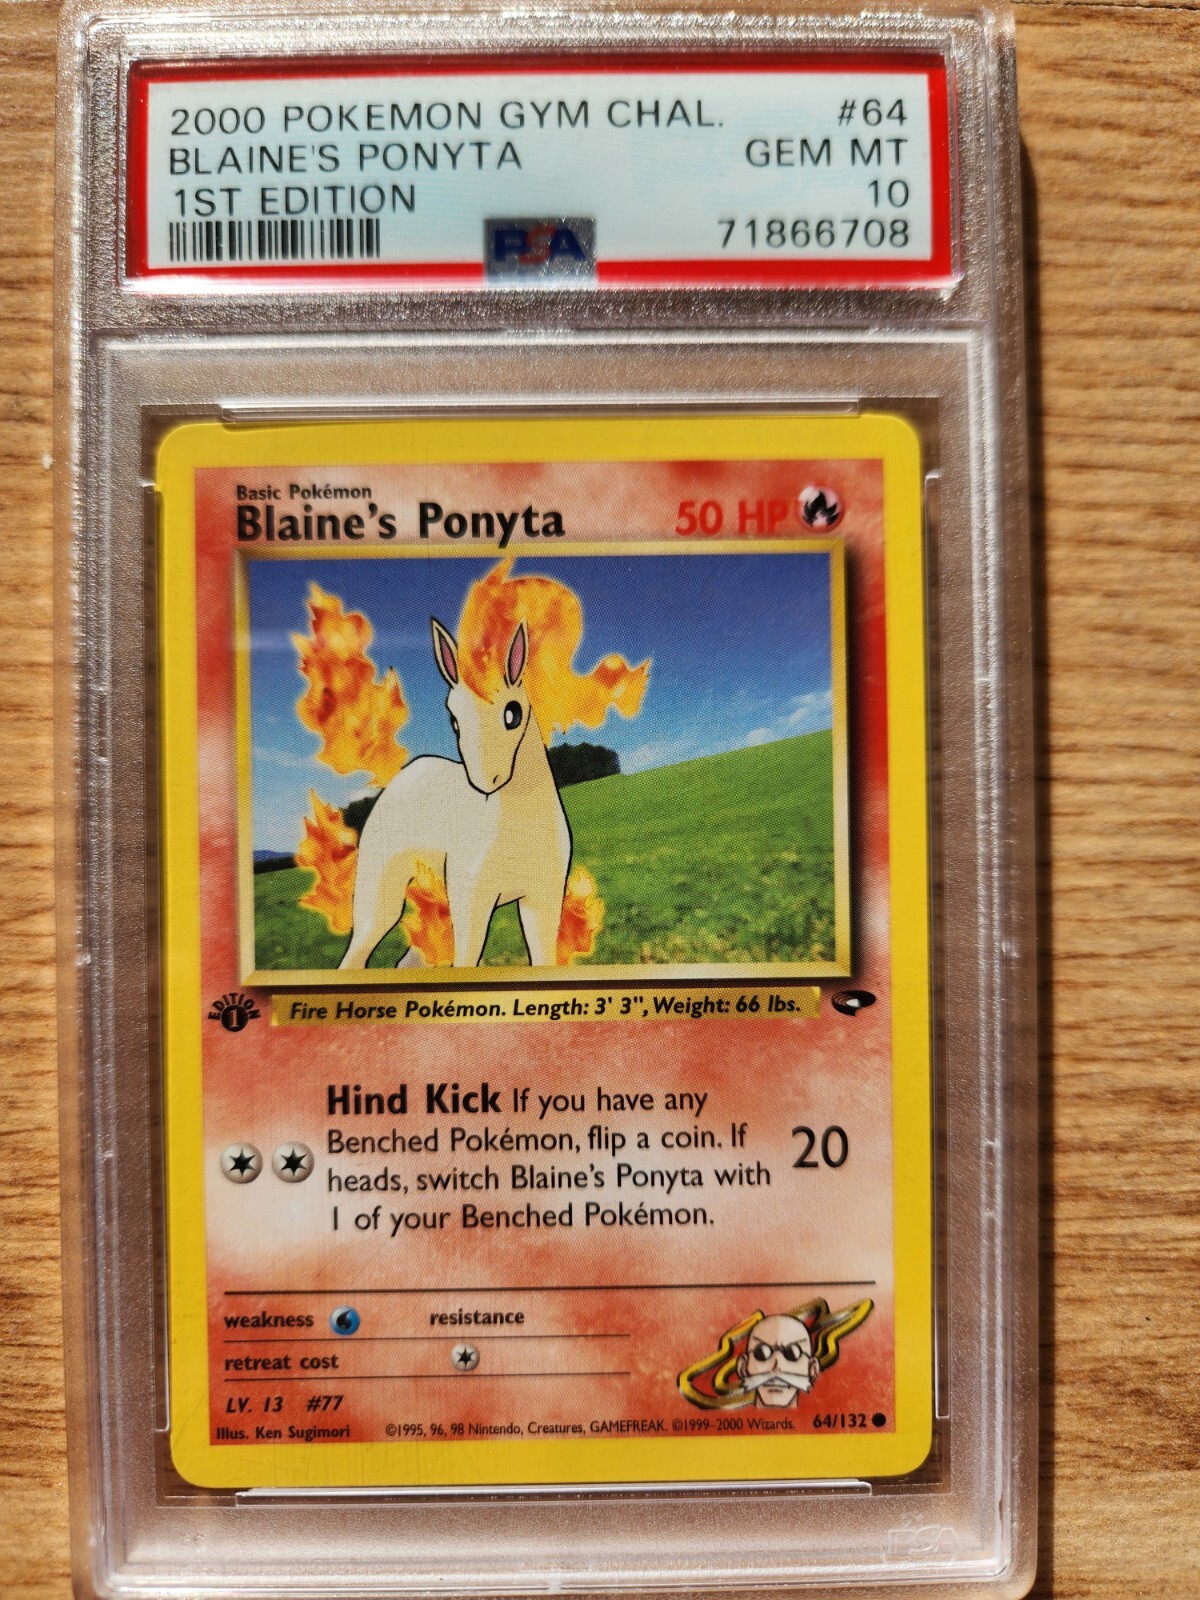 2000 POKEMON GYM CHAL. #64
BLAINE'S PONYTA GEM MT
1ST EDITION 10
PSA 71866708
Basic Pokémon
Blaine's Ponyta 50 HP
EDITION 1
Fire Horse Pokémon. Length: 3' 3", Weight: 66 lbs.
Hind Kick If you have any
Benched Pokémon, flip a coin. If
heads, switch Blaine's Ponyta with
1 of your Benched Pokémon.
20
weakness resistance
retreat cost
LV. 13 #77
Illus. Ken Sugimori ©1995, 96, 98 Nintendo, Creatures, GAMEFREAK. ©1999-2000 Wizards. 64/132
PSA